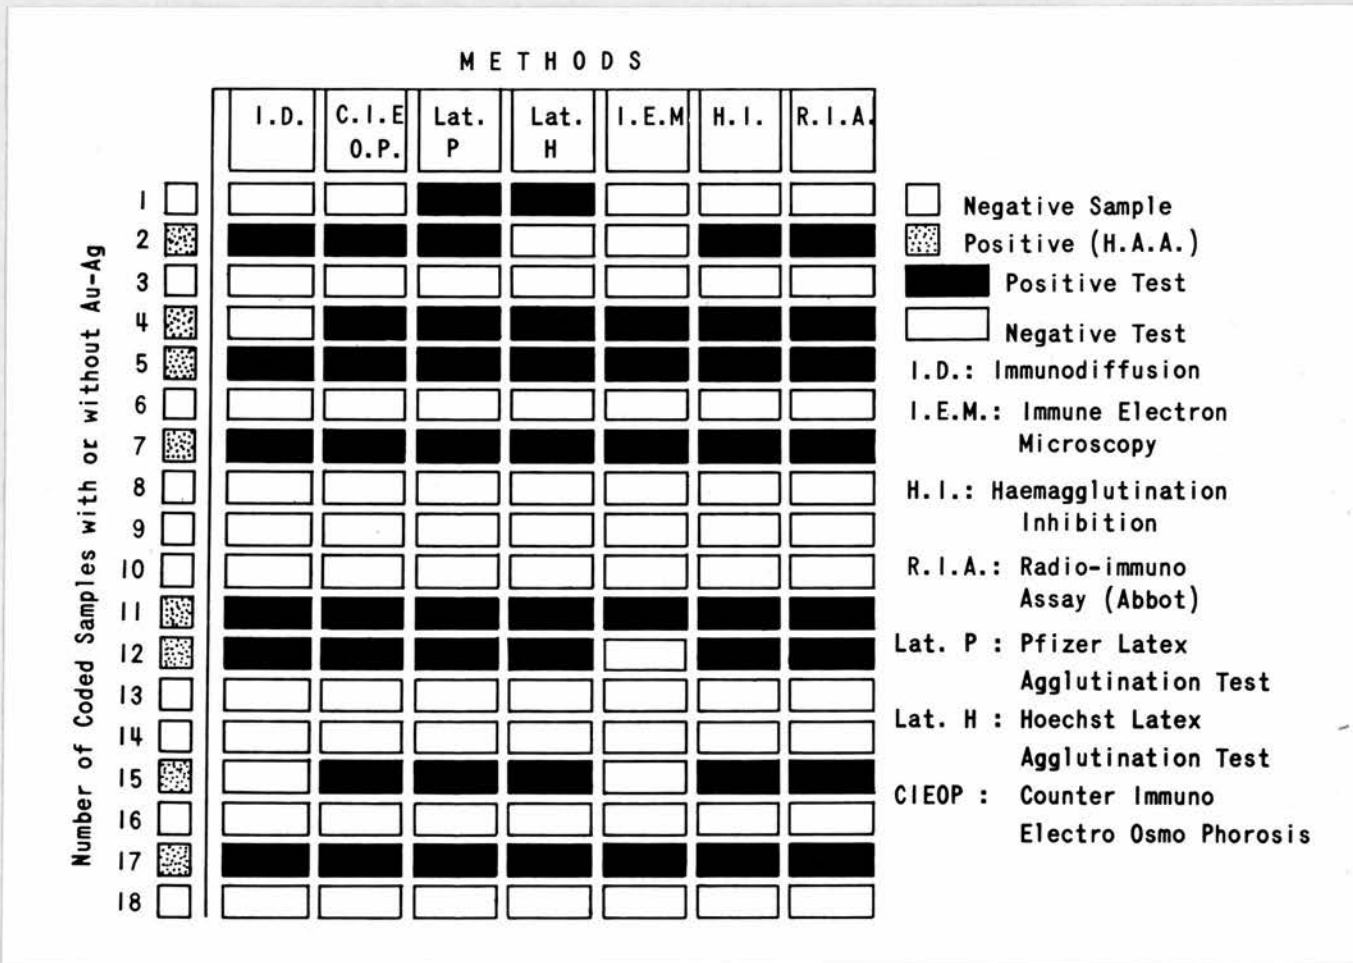 METHODS
I.D. C.I.E Lat. Lat. I.E.M H.I. R.I.A.
O.P. P H
Number of Coded Samples with or without Au-Ag
1
2
3
4
5
6
7
8
9
10
11
12
13
14
15
16
17
18
Negative Sample
Positive (H.A.A.)
Positive Test
Negative Test
I.D.: Immunodiffusion
I.E.M.: Immune Electron
Microscopy
H.I.: Haemagglutination
Inhibition
R.I.A.: Radio-immuno
Assay (Abbot)
Lat. P : Pfizer Latex
Agglutination Test
Lat. H : Hoechst Latex
Agglutination Test
CIEOP : Counter Immuno
Electro Osmo Phorosis